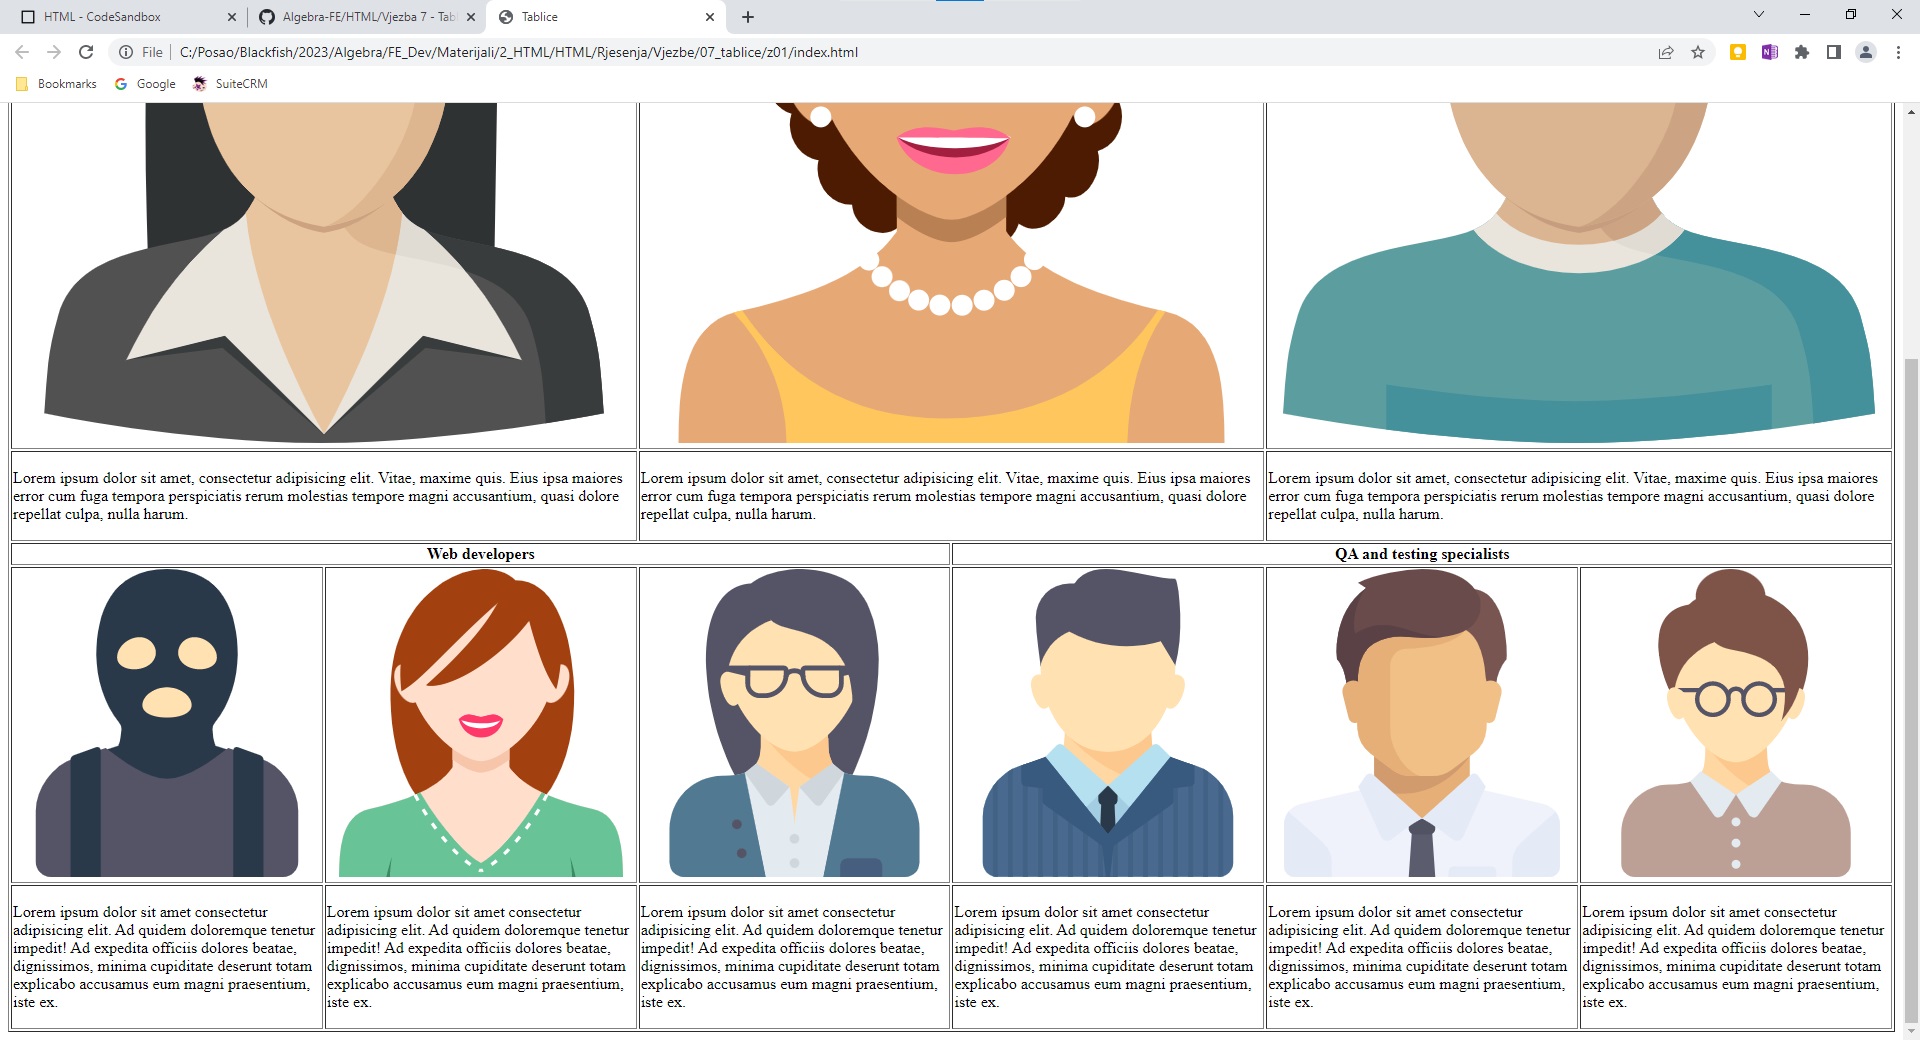 HTML - CodeSandbox
Algebra-FE/HTML/Vjezba 7 - Tabl
Tablice
File
C:/Posao/Blackfish/2023/Algebra/FE_Dev/Materijali/2_HTML/HTML/Rjesenja/Vjezbe/07_tablice/z01/index.html
Bookmarks
Google
SuiteCRM
Lorem ipsum dolor sit amet, consectetur adipisicing elit. Vitae, maxime quis. Eius ipsa maiores
error cum fuga tempora perspiciatis rerum molestias tempore magni accusantium, quasi dolore
repellat culpa, nulla harum.
Lorem ipsum dolor sit amet, consectetur adipisicing elit. Vitae, maxime quis. Eius ipsa maiores
error cum fuga tempora perspiciatis rerum molestias tempore magni accusantium, quasi dolore
repellat culpa, nulla harum.
Lorem ipsum dolor sit amet, consectetur adipisicing elit. Vitae, maxime quis. Eius ipsa maiores
error cum fuga tempora perspiciatis rerum molestias tempore magni accusantium, quasi dolore
repellat culpa, nulla harum.
Web developers
QA and testing specialists
Lorem ipsum dolor sit amet consectetur
adipisicing elit. Ad quidem doloremque tenetur
impedit! Ad expedita officiis dolores beatae,
dignissimos, minima cupiditate deserunt totam
explicabo accusamus eum magni praesentium,
iste ex.
Lorem ipsum dolor sit amet consectetur
adipisicing elit. Ad quidem doloremque tenetur
impedit! Ad expedita officiis dolores beatae,
dignissimos, minima cupiditate deserunt totam
explicabo accusamus eum magni praesentium,
iste ex.
Lorem ipsum dolor sit amet consectetur
adipisicing elit. Ad quidem doloremque tenetur
impedit! Ad expedita officiis dolores beatae,
dignissimos, minima cupiditate deserunt totam
explicabo accusamus eum magni praesentium,
iste ex.
Lorem ipsum dolor sit amet consectetur
adipisicing elit. Ad quidem doloremque tenetur
impedit! Ad expedita officiis dolores beatae,
dignissimos, minima cupiditate deserunt totam
explicabo accusamus eum magni praesentium,
iste ex.
Lorem ipsum dolor sit amet consectetur
adipisicing elit. Ad quidem doloremque tenetur
impedit! Ad expedita officiis dolores beatae,
dignissimos, minima cupiditate deserunt totam
explicabo accusamus eum magni praesentium,
iste ex.
Lorem ipsum dolor sit amet consectetur
adipisicing elit. Ad quidem doloremque tenetur
impedit! Ad expedita officiis dolores beatae,
dignissimos, minima cupiditate deserunt totam
explicabo accusamus eum magni praesentium,
iste ex.